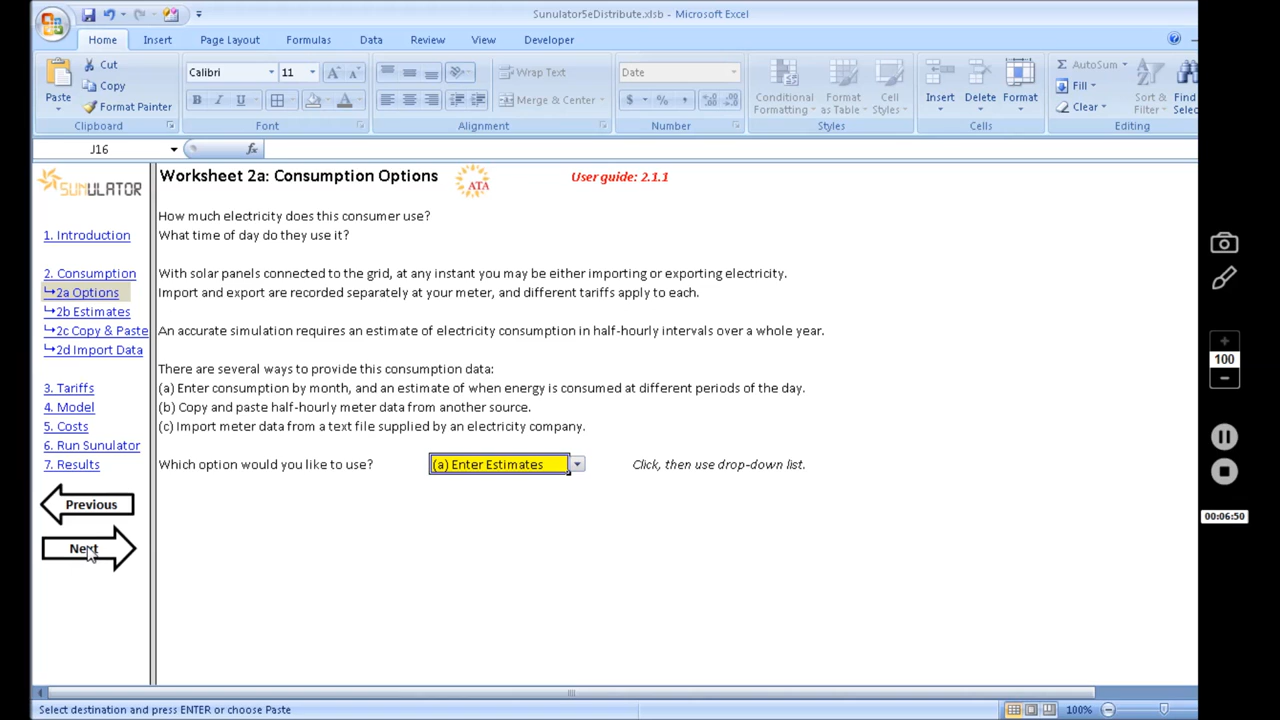 Sunulator5eDistribute.xlsb - Microsoft Excel
Home Insert Page Layout Formulas Data Review View Developer
Paste
Cut
Copy
Format Painter
Clipboard
Calibri 11
B I U
Font
Wrap Text
Merge & Center
Alignment
Date
$ % ,
Number
Conditional Formatting
Format as Table
Cell Styles
Styles
Insert Delete Format
Cells
AutoSum
Fill
Clear
Sort & Filter
Find
Selec
Editing
J16 fx
SUNULATOR
1. Introduction
2. Consumption
2a Options
2b Estimates
2c Copy & Paste
2d Import Data
3. Tariffs
4. Model
5. Costs
6. Run Sunulator
7. Results
Previous
Next
Worksheet 2a: Consumption Options
ATA
User guide: 2.1.1
How much electricity does this consumer use?
What time of day do they use it?
With solar panels connected to the grid, at any instant you may be either importing or exporting electricity.
Import and export are recorded separately at your meter, and different tariffs apply to each.
An accurate simulation requires an estimate of electricity consumption in half-hourly intervals over a whole year.
There are several ways to provide this consumption data:
(a) Enter consumption by month, and an estimate of when energy is consumed at different periods of the day.
(b) Copy and paste half-hourly meter data from another source.
(c) Import meter data from a text file supplied by an electricity company.
Which option would you like to use? (a) Enter Estimates Click, then use drop-down list.
100
00:06:50
Select destination and press ENTER or choose Paste
100%